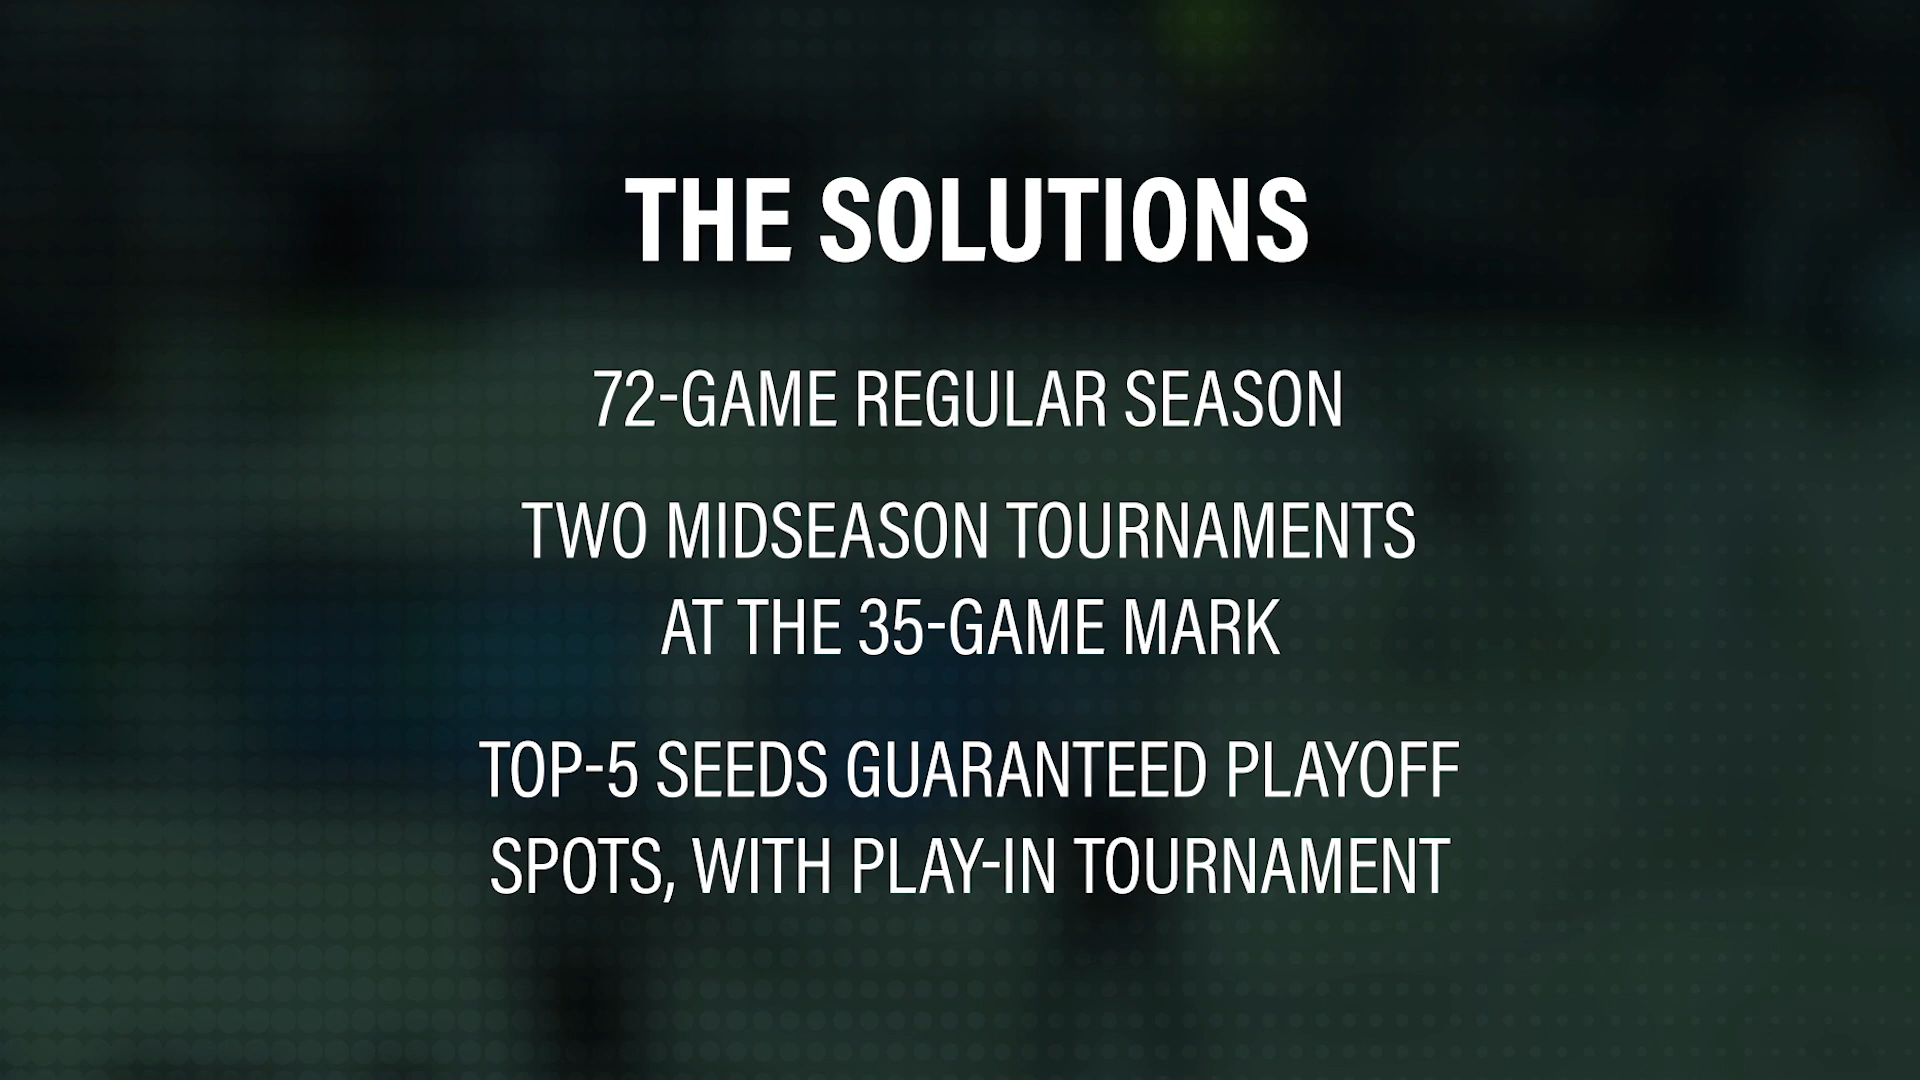 THE SOLUTIONS
72-GAME REGULAR SEASON
TWO MIDSEASON TOURNAMENTS
AT THE 35-GAME MARK
TOP-5 SEEDS GUARANTEED PLAYOFF
SPOTS, WITH PLAY-IN TOURNAMENT